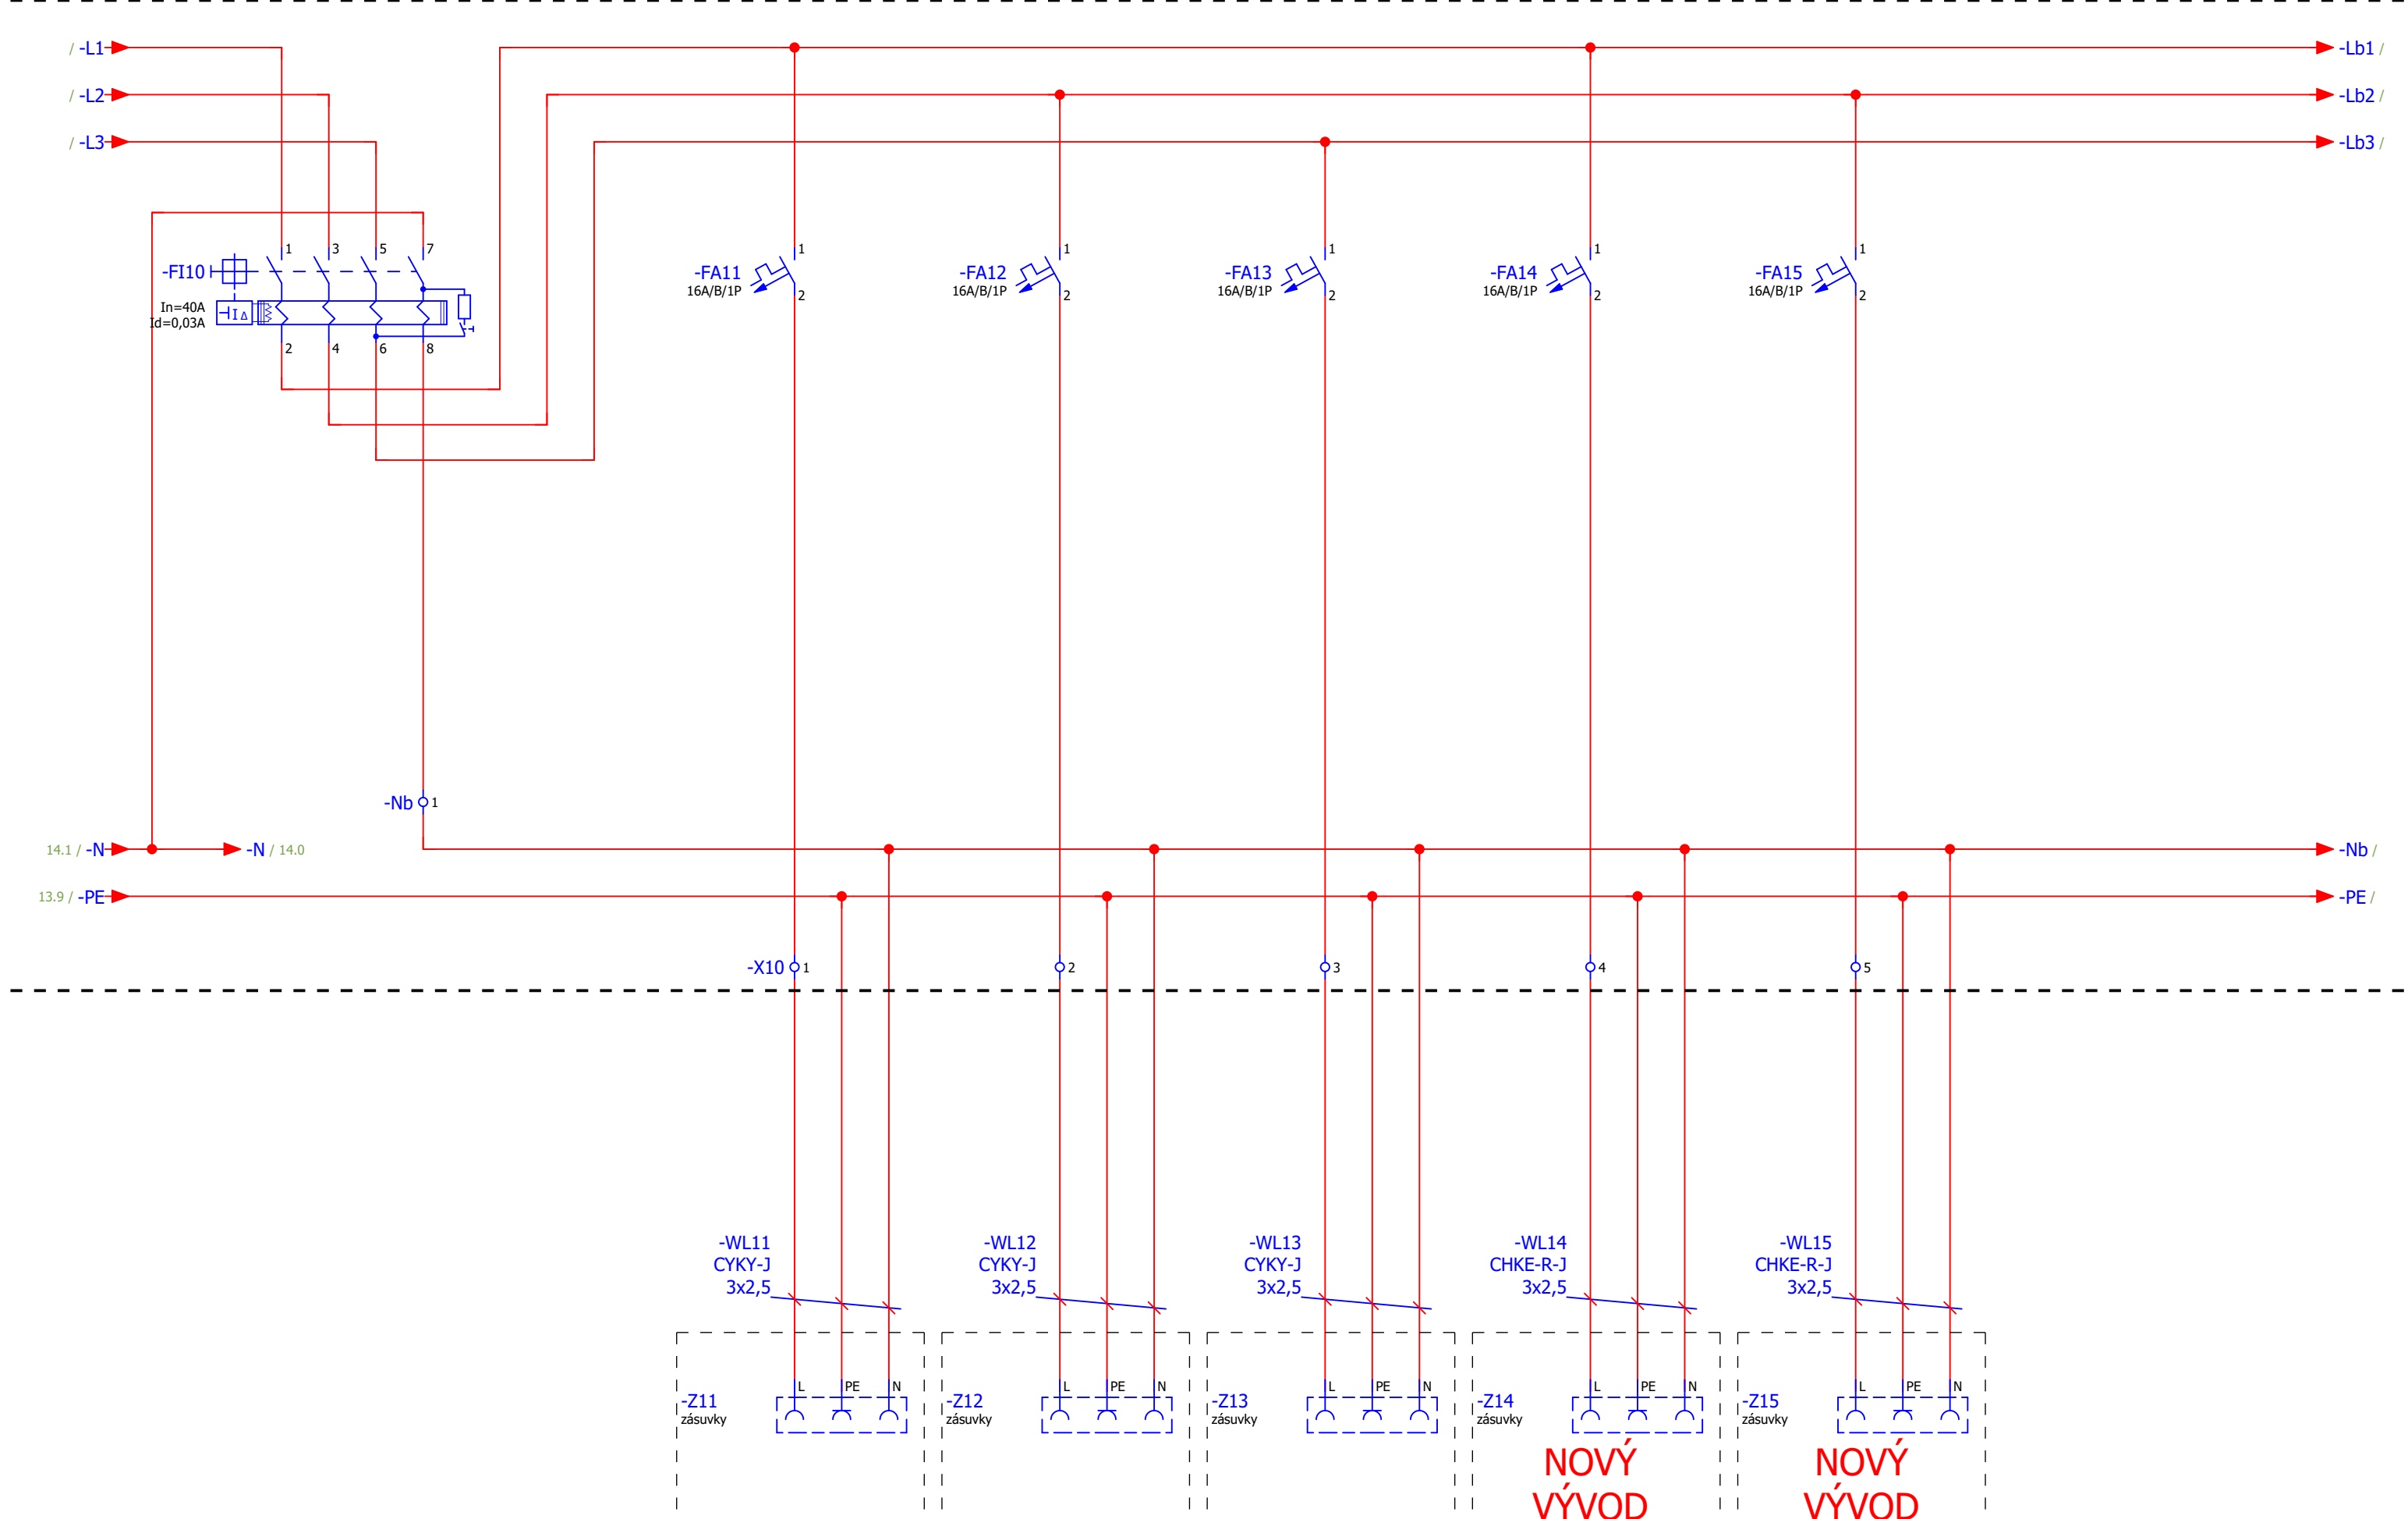 / -L1
-Lb1 /
/ -L2
-Lb2 /
/ -L3
-Lb3 /
1 3 5 7
-FI10
In=40A
Id=0,03A
I Δ
2 4 6 8
1
-FA11
16A/B/1P
2
1
-FA12
16A/B/1P
2
1
-FA13
16A/B/1P
2
1
-FA14
16A/B/1P
2
1
-FA15
16A/B/1P
2
-Nb 1
14.1 / -N
-N / 14.0
-Nb /
13.9 / -PE
-PE /
-X10 1
2
3
4
5
-WL11
CYKY-J
3x2,5
-WL12
CYKY-J
3x2,5
-WL13
CYKY-J
3x2,5
-WL14
CHKE-R-J
3x2,5
-WL15
CHKE-R-J
3x2,5
L PE N
-Z11
zásuvky
L PE N
-Z12
zásuvky
L PE N
-Z13
zásuvky
L PE N
-Z14
zásuvky
NOVÝ
VÝVOD
L PE N
-Z15
zásuvky
NOVÝ
VÝVOD